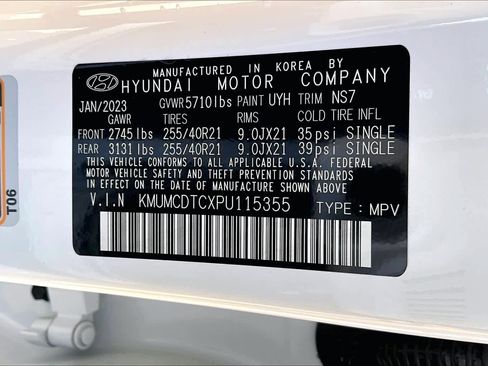 MANUFACTURED IN KOREA BY
HYUNDAI MOTOR COMPANY
JAN/2023 GVWR 5710lbs PAINT UYH TRIM NS7
GAWR TIRES RIMS COLD TIRE INFL
FRONT 2745 lbs 255/40R21 9.0JX21 35psi SINGLE
REAR 3131 lbs 255/40R21 9.0JX21 39psi SINGLE
THIS VEHICLE CONFORMS TO ALL APPLICABLE U.S.A. FEDERAL
MOTOR VEHICLE SAFETY AND THEFT PREVENTION STANDARDS
IN EFFECT ON THE DATE OF MANUFACTURE SHOWN ABOVE
V.I.N KMUMCDTCXPU115355 TYPE : MPV
T06